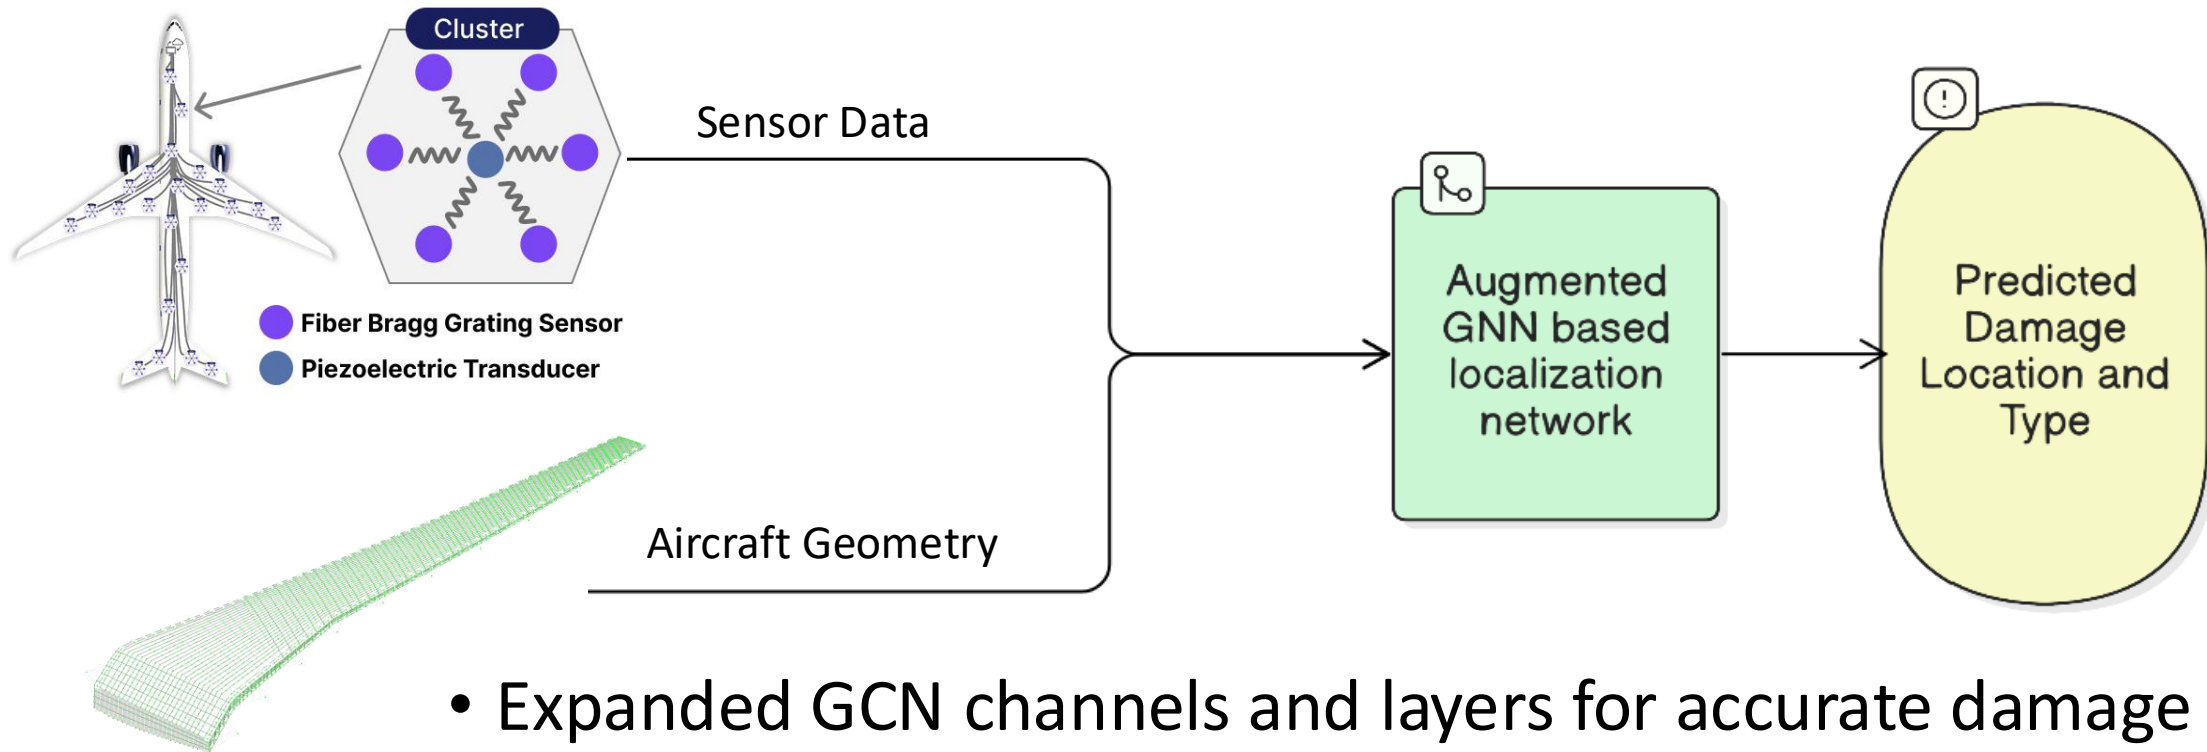 Cluster
Fiber Bragg Grating Sensor
Piezoelectric Transducer
Sensor Data
Aircraft Geometry
Augmented
GNN based
localization
network
Predicted
Damage
Location and
Type
• Expanded GCN channels and layers for accurate damage